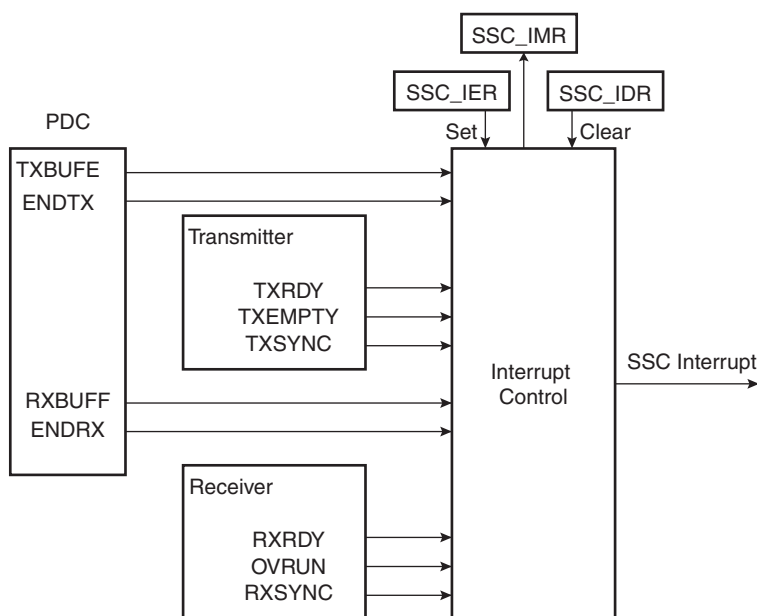 SSC_IMR
SSC_IER
SSC_IDR
PDC
Set
Clear
TXBUFE
ENDTX
Transmitter
TXRDY
TXEMPTY
TXSYNC
RXBUFF
ENDRX
Interrupt
Control
SSC Interrupt
Receiver
RXRDY
OVRUN
RXSYNC